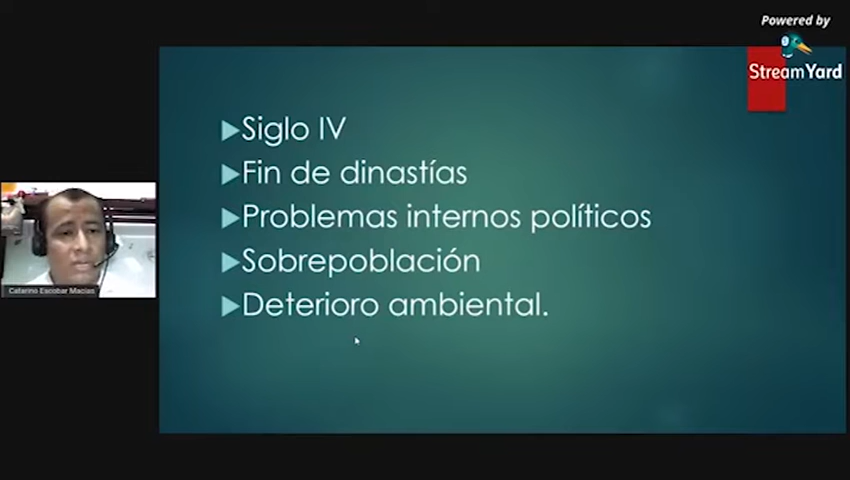 Powered by
StreamYard
Siglo IV
Fin de dinastías
Problemas internos políticos
Sobrepoblación
Deterioro ambiental.
Catarino Escobar Macias